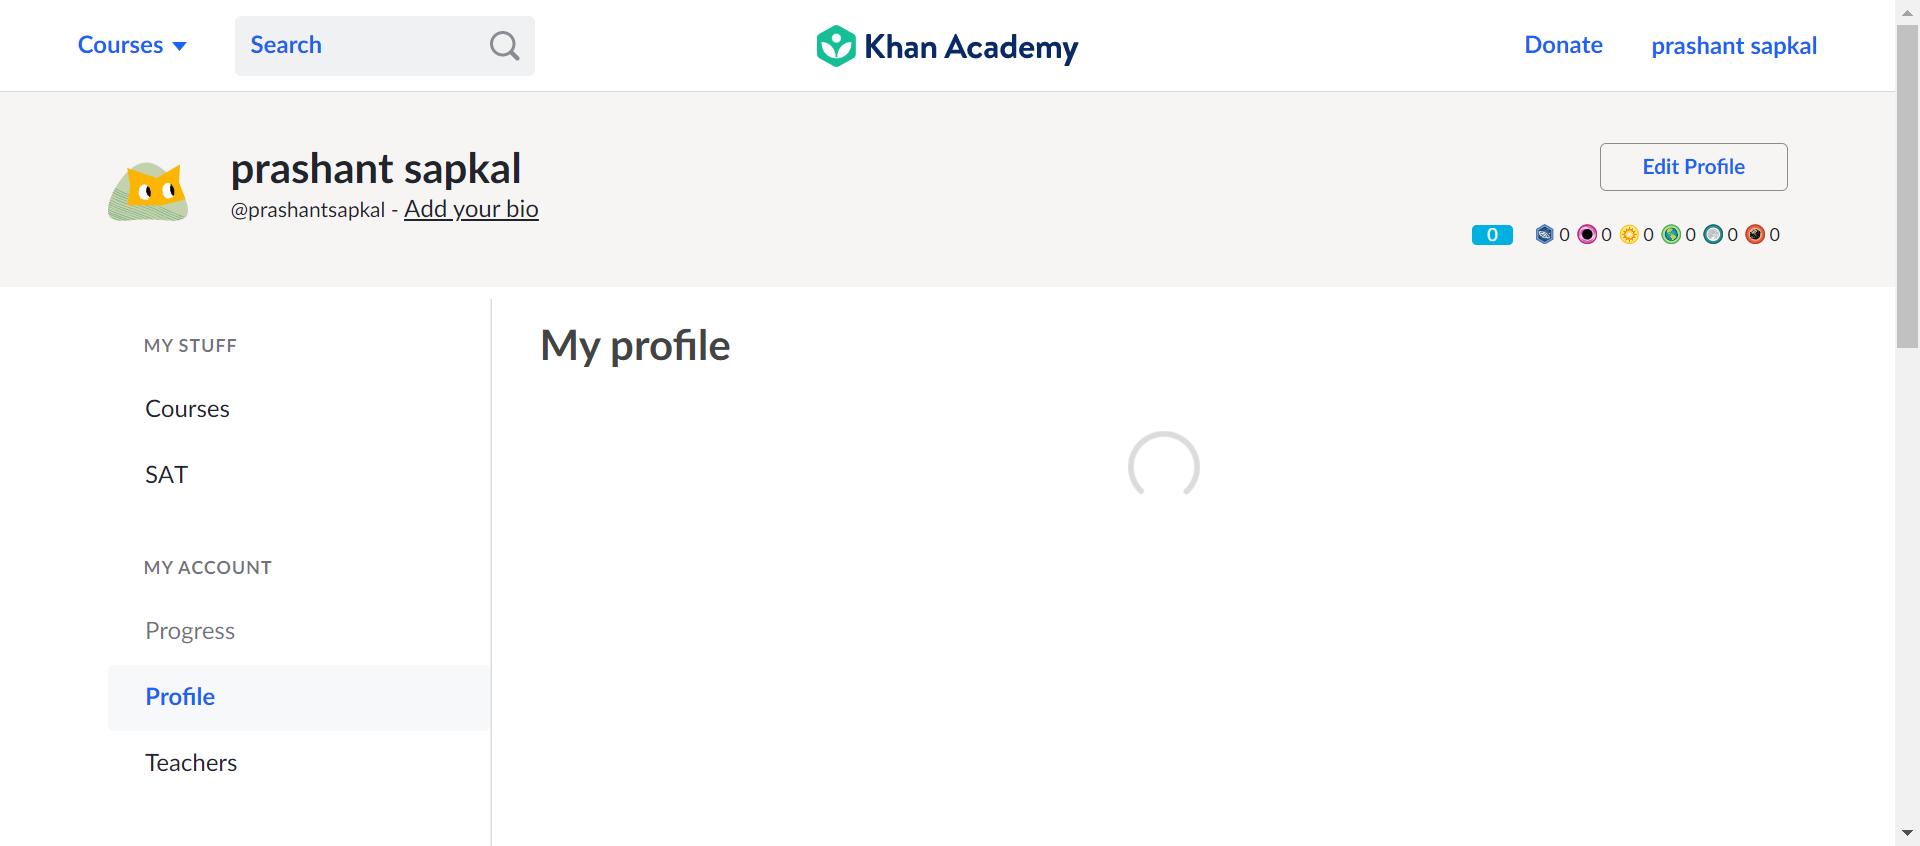 Courses
Search
Khan Academy
Donate
prashant sapkal
prashant sapkal
@prashantsapkal - Add your bio
Edit Profile
0 0 0 0 0 0 0
MY STUFF
Courses
SAT
MY ACCOUNT
Progress
Profile
Teachers
My profile